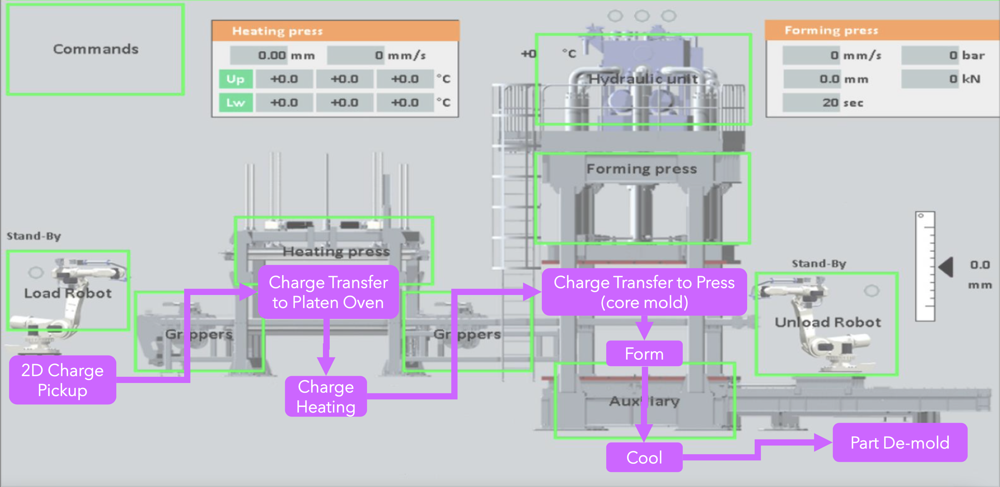 Commands
Heating press
0.00 mm 0 mm/s
Up +0.0 +0.0 +0.0 °C
Lw +0.0 +0.0 +0.0 °C
+0 °C
Hydraulic unit
Forming press
0 mm/s 0 bar
0.0 mm 0 kN
20 sec
Forming press
Stand-By
Load Robot
Heating press
Grippers
Grippers
Stand-By
Unload Robot
0.0
mm
Auxiliary
2D Charge
Pickup
Charge Transfer
to Platen Oven
Charge
Heating
Charge Transfer to Press
(core mold)
Form
Cool
Part De-mold